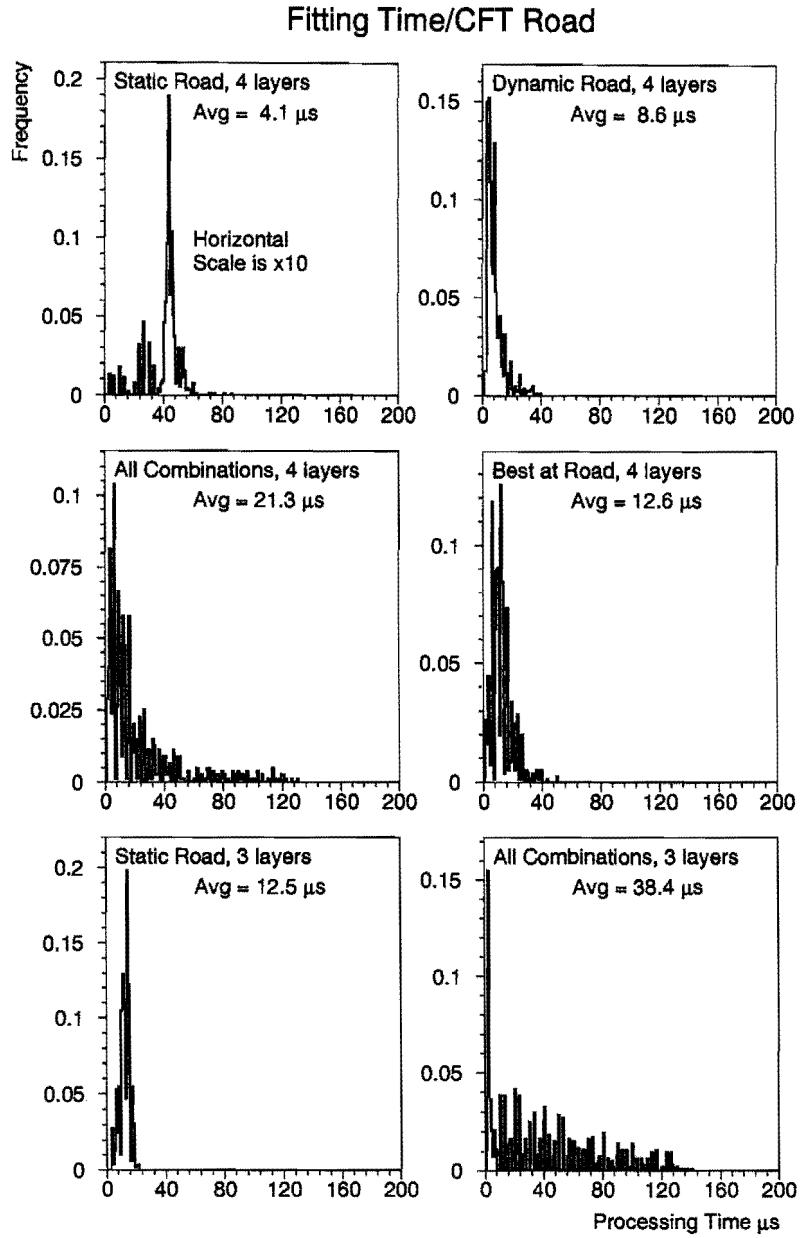 Fitting Time/CFT Road
Frequency
Static Road, 4 layers
Avg = 4.1 μs
Horizontal
Scale is x10
0.2
0.15
0.1
0.05
0
0 40 80 120 160 200
Dynamic Road, 4 layers
Avg = 8.6 μs
0.15
0.1
0.05
0
0 40 80 120 160 200
All Combinations, 4 layers
Avg = 21.3 μs
0.1
0.075
0.05
0.025
0
0 40 80 120 160 200
Best at Road, 4 layers
Avg = 12.6 μs
0.1
0.05
0
0 40 80 120 160 200
Static Road, 3 layers
Avg = 12.5 μs
0.2
0.15
0.1
0.05
0
0 40 80 120 160 200
All Combinations, 3 layers
Avg = 38.4 μs
0.15
0.1
0.05
0
0 40 80 120 160 200
Processing Time μs